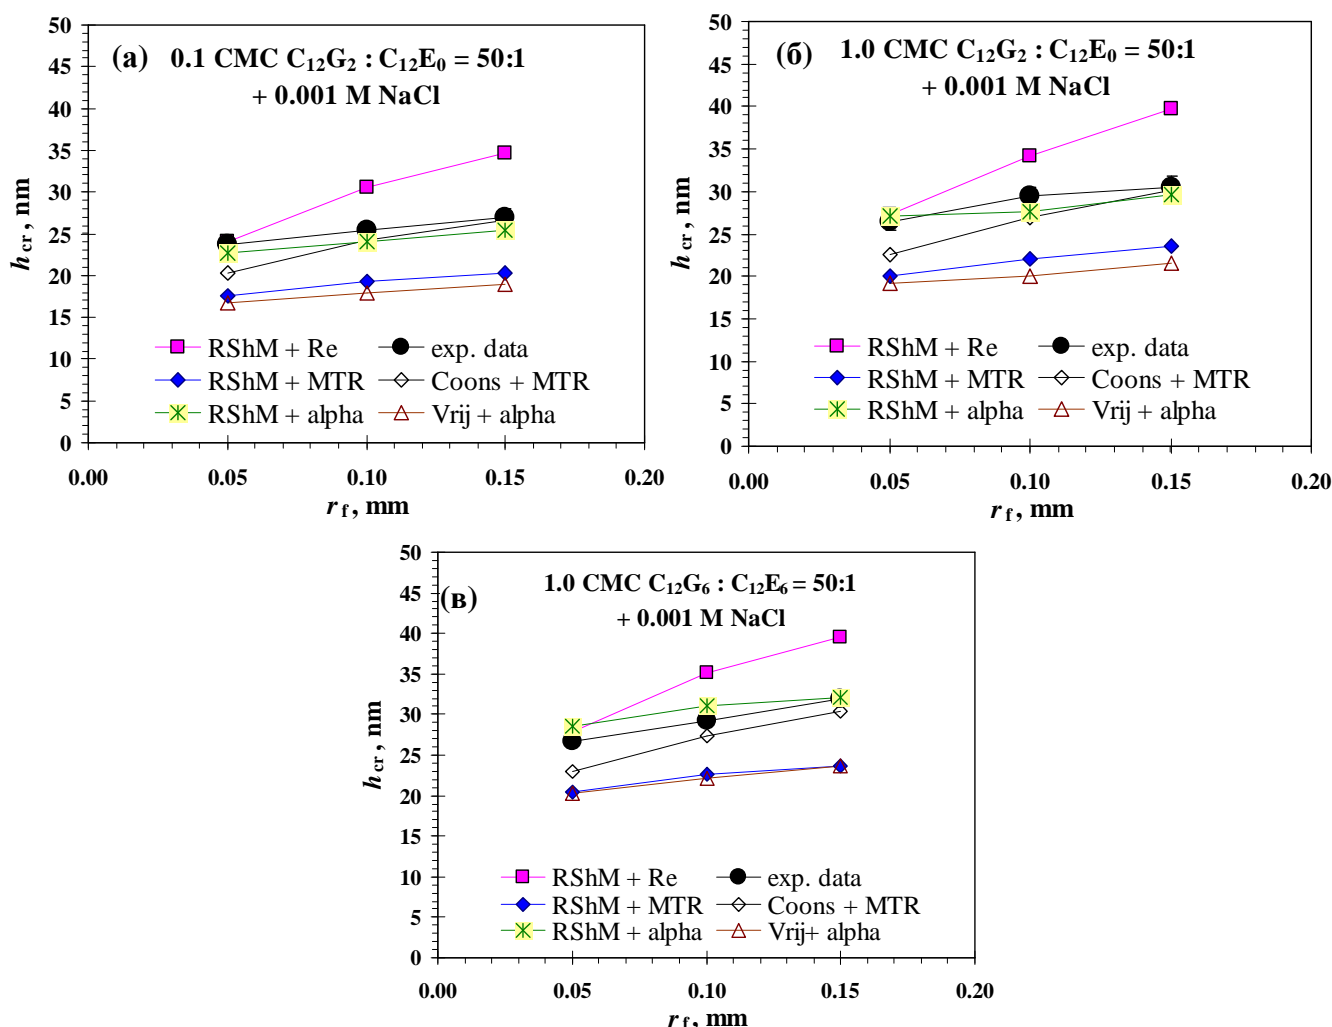 (а) 0.1 CMC C₁₂G₂ : C₁₂E₀ = 50:1
+ 0.001 M NaCl
50
45
40
35
30
25
20
15
10
5
0
h cr, nm
RShM + Re
exp. data
RShM + MTR
Coons + MTR
RShM + alpha
Vrij + alpha
0.00 0.05 0.10 0.15 0.20
r f, mm
(б) 1.0 CMC C₁₂G₂ : C₁₂E₀ = 50:1
+ 0.001 M NaCl
50
45
40
35
30
25
20
15
10
5
0
h cr, nm
RShM + Re
exp. data
RShM + MTR
Coons + MTR
RShM + alpha
Vrij + alpha
0.00 0.05 0.10 0.15 0.20
r f, mm
(в) 1.0 CMC C₁₂G₆ : C₁₂E₆ = 50:1
+ 0.001 M NaCl
50
45
40
35
30
25
20
15
10
5
0
h cr, nm
RShM + Re
exp. data
RShM + MTR
Coons + MTR
RShM + alpha
Vrij+ alpha
0.00 0.05 0.10 0.15 0.20
r f, mm